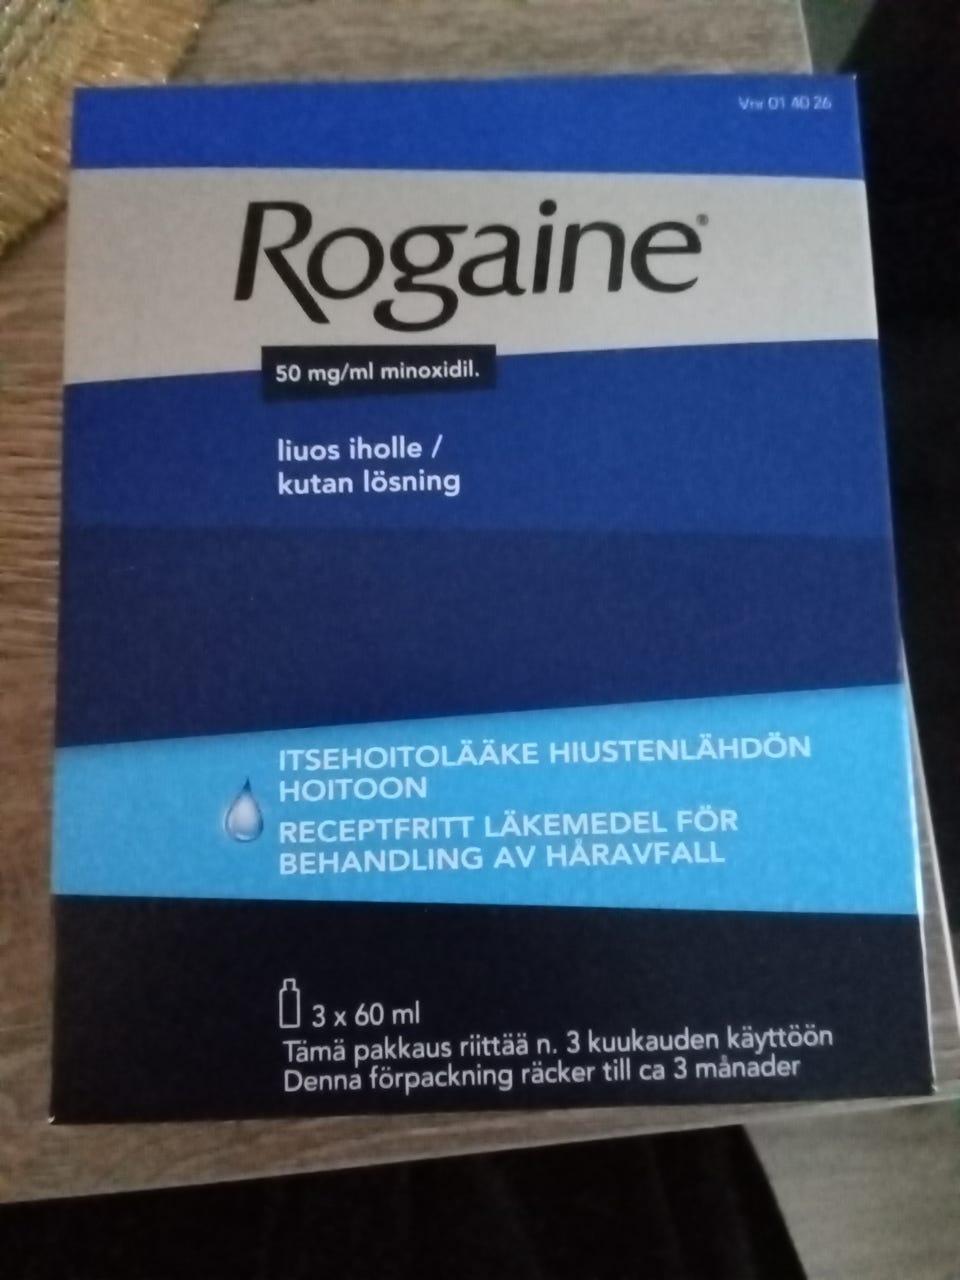 Vnr 01 40 26
Rogaine®
50 mg/ml minoxidil.
liuos iholle /
kutan lösning
ITSEHOITOLÄÄKE HIUSTENLÄHDÖN
HOITOON
RECEPTFRITT LÄKEMEDEL FÖR
BEHANDLING AV HÅRAVFALL
3 x 60 ml
Tämä pakkaus riittää n. 3 kuukauden käyttöön
Denna förpackning räcker till ca 3 månader